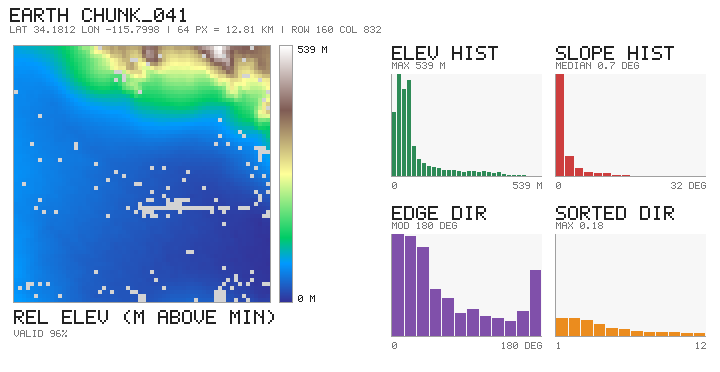 EARTH CHUNK_041
LAT 34.1812 LON -115.7998 | 64 PX = 12.81 KM | ROW 160 COL 832
539 M
0 M
REL ELEV (M ABOVE MIN)
VALID 96%
ELEV HIST
MAX 539 M
0 539 M
SLOPE HIST
MEDIAN 0.7 DEG
0 32 DEG
EDGE DIR
MOD 180 DEG
0 180 DEG
SORTED DIR
MAX 0.18
1 12